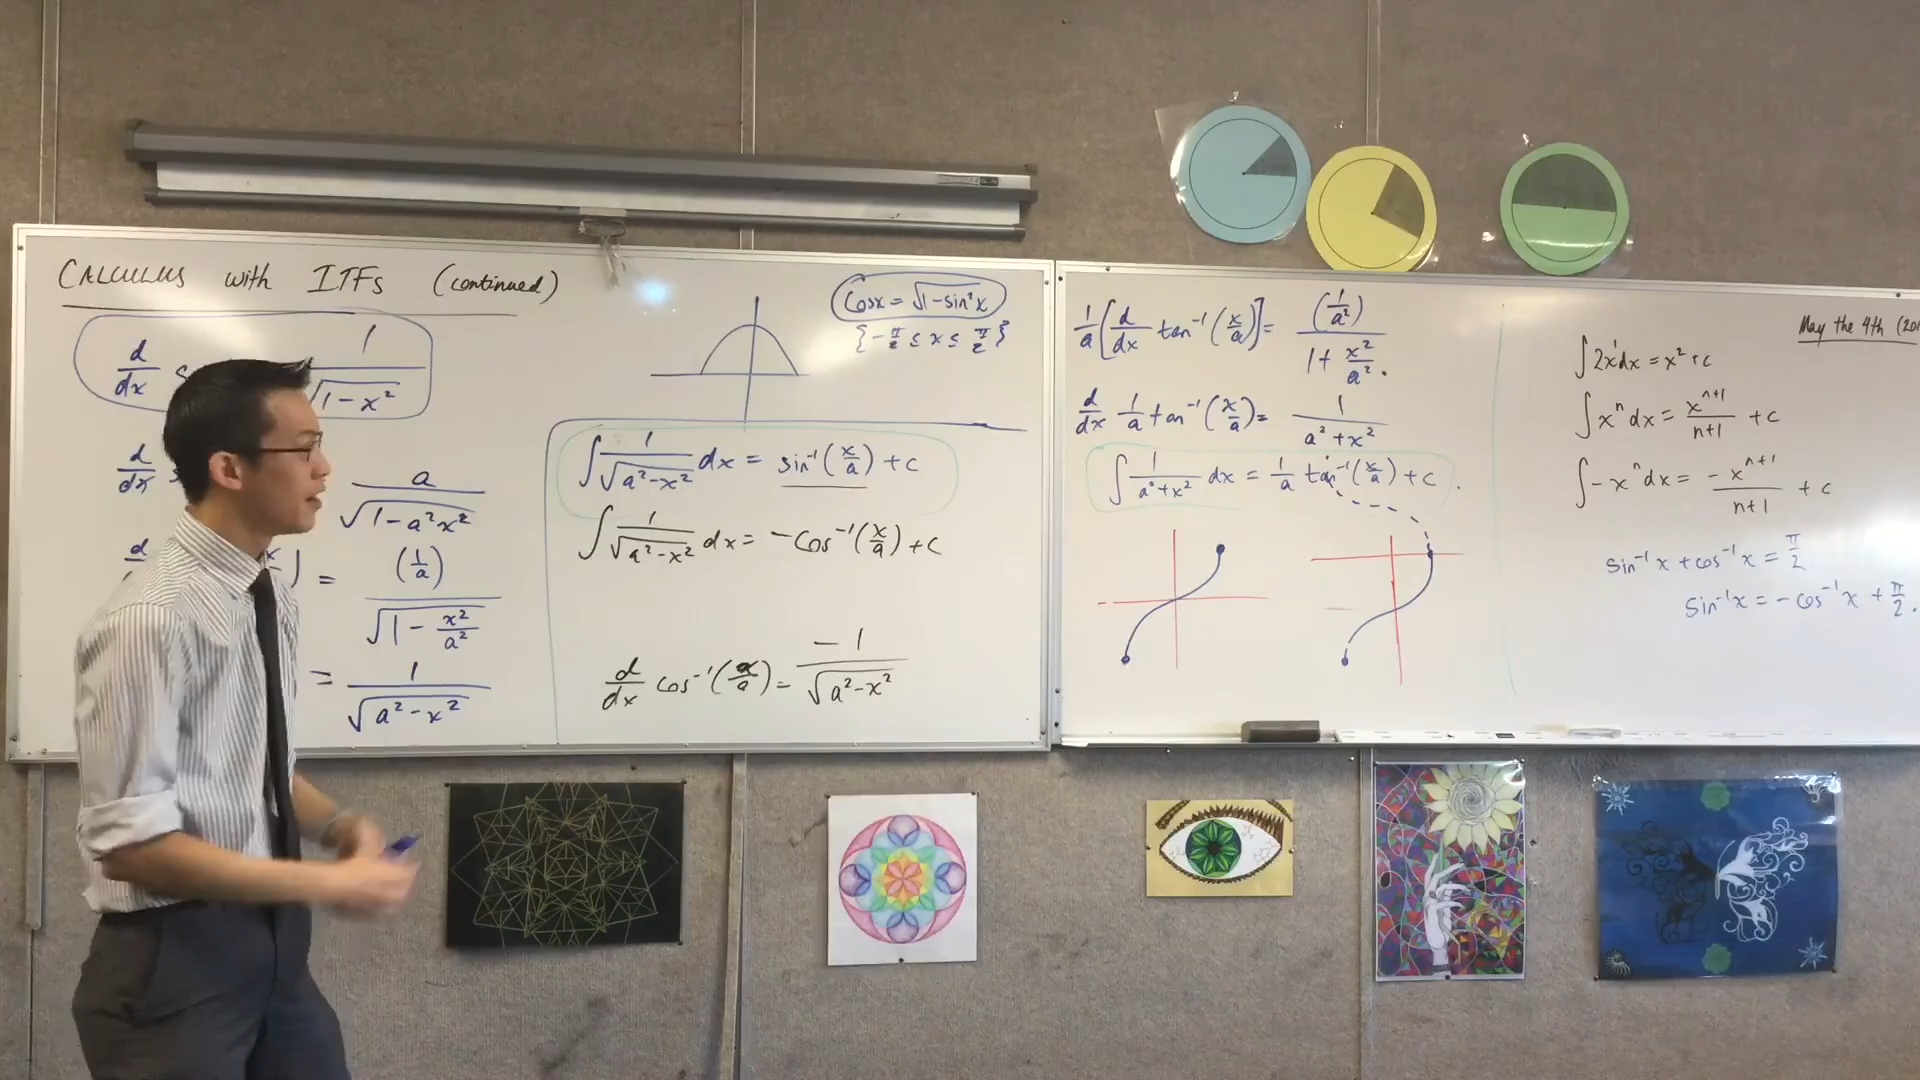 CALCULUS with ITFs (continued)
d/dx s 1/√(1-x²)
d/dx s a/√(1-a²x²)
d x ) = (1/a)/√(1-x²/a²)
= 1/√(a²-x²)
cosx = √(1-sin²x)
{-π/2 ≤ x ≤ π/2}
∫ 1/√(a²-x²) dx = sin⁻¹(x/a) + c
∫ 1/√(a²-x²) dx = -cos⁻¹(x/a) + c
d/dx cos⁻¹(x/a) = -1/√(a²-x²)
1/a [d/dx tan⁻¹(x/a)] = (1/a²)/(1+x²/a²).
d/dx 1/a tan⁻¹(x/a) = 1/(a²+x²)
∫ 1/(a²+x²) dx = 1/a tan⁻¹(x/a) + c.
May the 4th (201
∫ 2x¹dx = x² + c
∫ xⁿ dx = xⁿ⁺¹/(n+1) + c
∫ -xⁿ dx = -xⁿ⁺¹/(n+1) + c
sin⁻¹x + cos⁻¹x = π/2
sin⁻¹x = -cos⁻¹x + π/2.